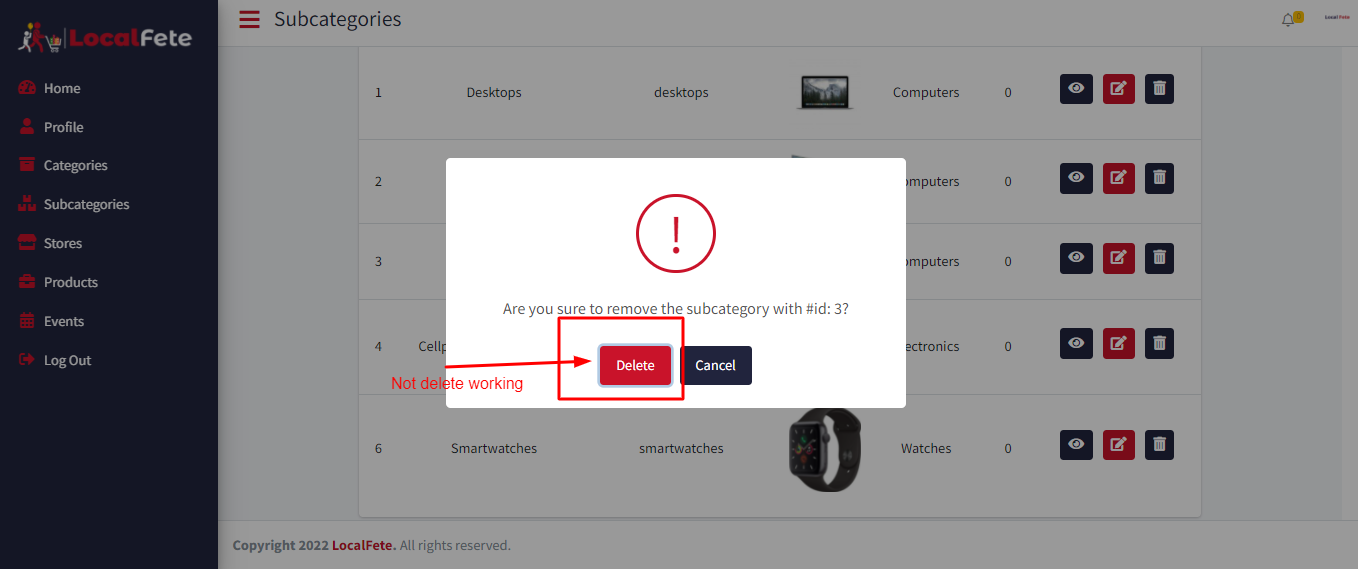 LocalFete
Subcategories
Local Fete
Home
Profile
Categories
Subcategories
Stores
Products
Events
Log Out
1 Desktops desktops Computers 0
2 omputers 0
3 omputers 0
4 Cellp ectronics 0
6 Smartwatches smartwatches Watches 0
!
Are you sure to remove the subcategory with #id: 3?
Delete Cancel
Not delete working
Copyright 2022 LocalFete. All rights reserved.